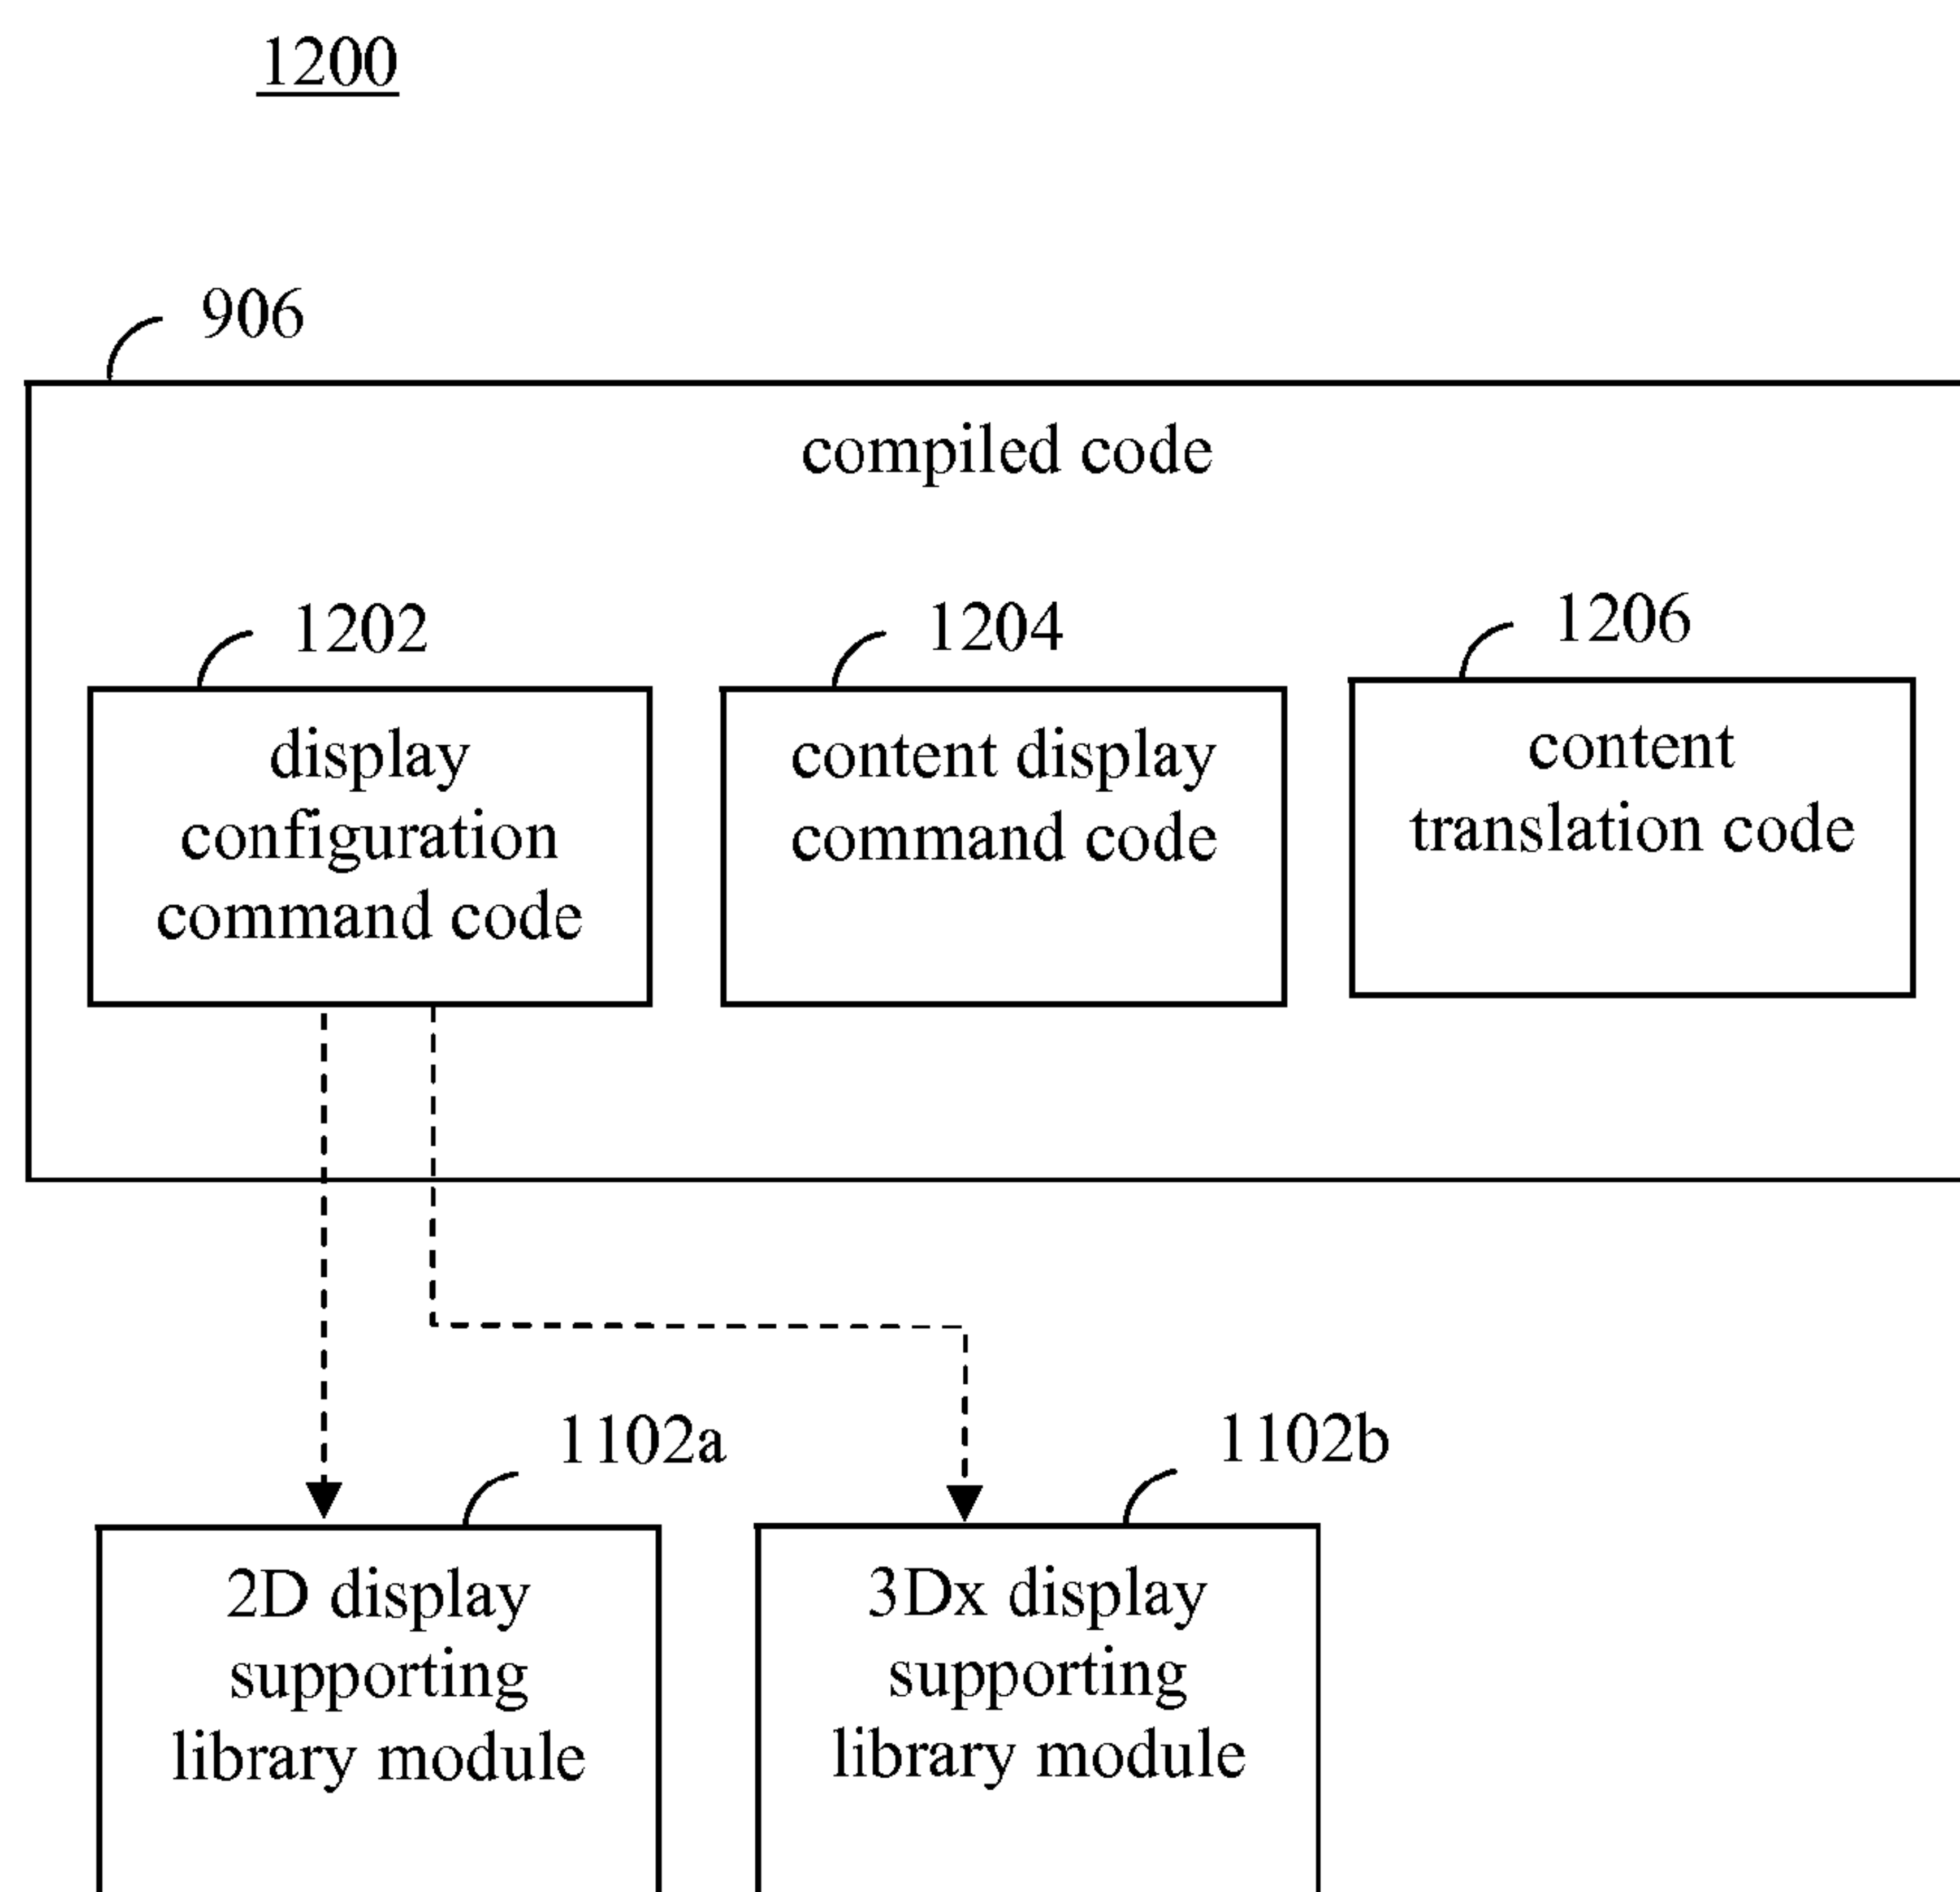 1200
906
compiled code
1202
1204
1206
display
configuration
command code
content display
command code
content
translation code
1102a
1102b
2D display
supporting
library module
3Dx display
supporting
library module